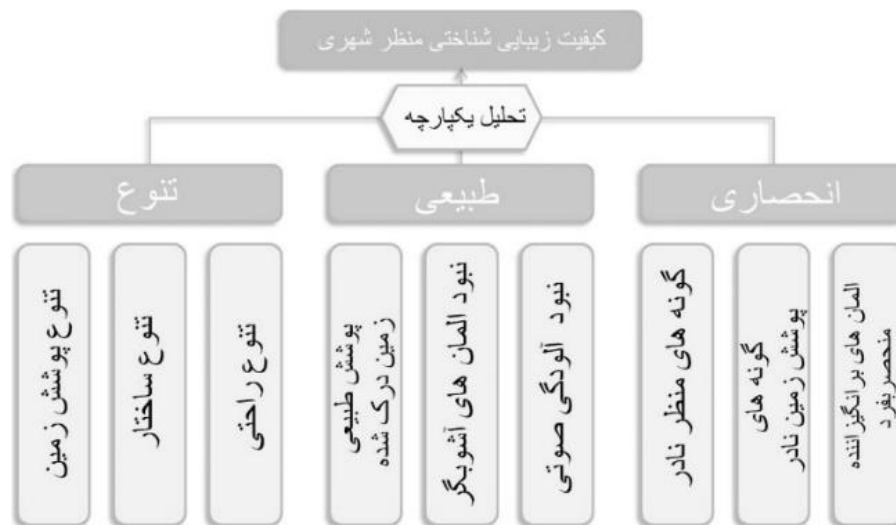 کیفیت زیبایی شناختی منظر شهری
تحلیل یکپارچه
انحصاری
طبیعی
تنوع
المان های برانگیزاننده
منحصربفرد
گونه های
پوشش زمین نادر
گونه های منظر نادر
نبود آلودگی صوتی
نبود المان های آشوبگر
پوشش طبیعی
زمین درک شده
تنوع راحتی
تنوع ساختار
تنوع پوشش زمین